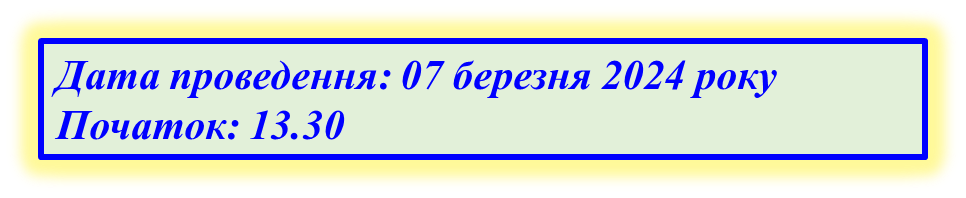 Дата проведення: 07 березня 2024 року
Початок: 13.30